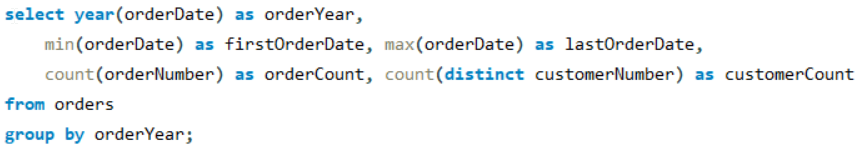 select year(orderDate) as orderYear,
    min(orderDate) as firstOrderDate, max(orderDate) as lastOrderDate,
    count(orderNumber) as orderCount, count(distinct customerNumber) as customerCount
from orders
group by orderYear;